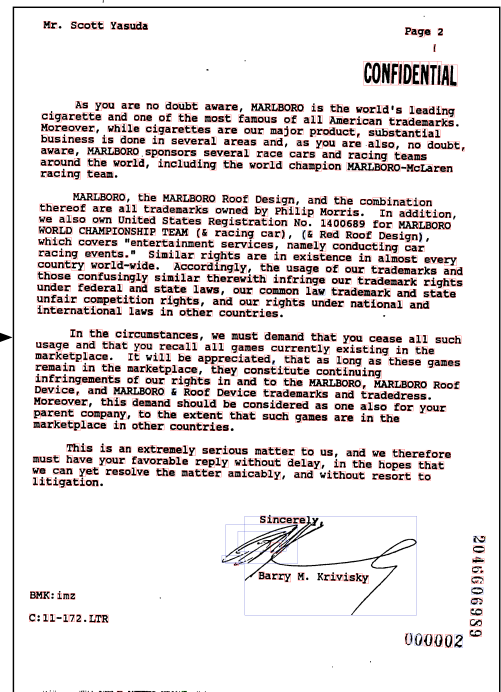 Mr. Scott Yasuda
Page 2
CONFIDENTIAL
As you are no doubt aware, MARLBORO is the world's leading
cigarette and one of the most famous of all American trademarks.
Moreover, while cigarettes are our major product, substantial
business is done in several areas and, as you are also, no doubt,
aware, MARLBORO sponsors several race cars and racing teams
around the world, including the world champion MARLBORO-McLaren
racing team.
MARLBORO, the MARLBORO Roof Design, and the combination
thereof are all trademarks owned by Philip Morris. In addition,
we also own United States Registration No. 1400689 for MARLBORO
WORLD CHAMPIONSHIP TEAM (& racing car), (& Red Roof Design),
which covers "entertainment services, namely conducting car
racing events." Similar rights are in existence in almost every
country world-wide. Accordingly, the usage of our trademarks and
those confusingly similar therewith infringe our trademark rights
under federal and state laws, our common law trademark and state
unfair competition rights, and our rights under national and
international laws in other countries.
In the circumstances, we must demand that you cease all such
usage and that you recall all games currently existing in the
marketplace. It will be appreciated, that as long as these games
remain in the marketplace, they constitute continuing
infringements of our rights in and to the MARLBORO, MARLBORO Roof
Device, and MARLBORO & Roof Device trademarks and tradedress.
Moreover, this demand should be considered as one also for your
parent company, to the extent that such games are in the
marketplace in other countries.
This is an extremely serious matter to us, and we therefore
must have your favorable reply without delay, in the hopes that
we can yet resolve the matter amicably, and without resort to
litigation.
Sincerely,
Barry M. Krivisky
BMK:imz
C:11-172.LTR
2046606989
000002